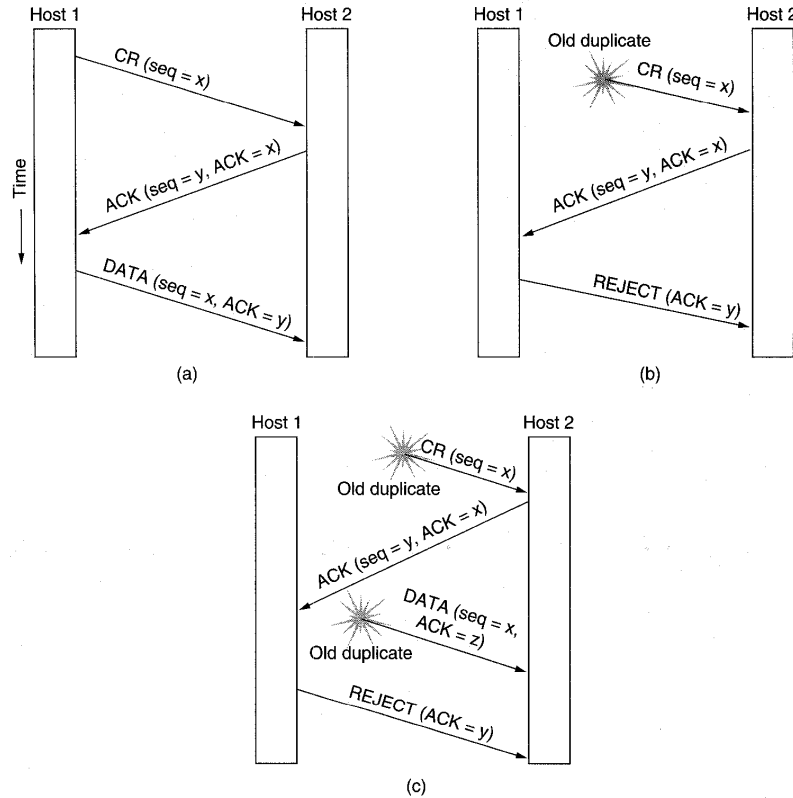 Host 1
Host 2
CR (seq = x)
ACK (seq = y, ACK = x)
DATA (seq = x, ACK = y)
Time
(a)
Host 1
Host 2
Old duplicate
CR (seq = x)
ACK (seq = y, ACK = x)
REJECT (ACK = y)
(b)
Host 1
Host 2
CR (seq = x)
Old duplicate
ACK (seq = y, ACK = x)
DATA (seq = x,
ACK = z)
Old duplicate
REJECT (ACK = y)
(c)